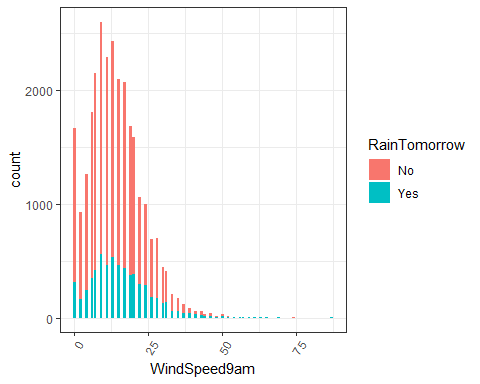 2000
1000
0
count
0
25
50
75
WindSpeed9am
RainTomorrow
No
Yes